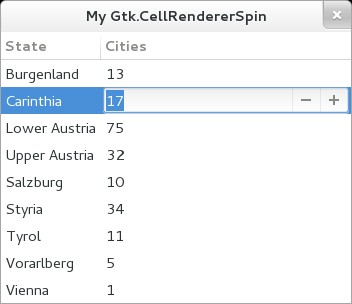 My Gtk.CellRendererSpin
State Cities
Burgenland 13
Carinthia 17
Lower Austria 75
Upper Austria 32
Salzburg 10
Styria 34
Tyrol 11
Vorarlberg 5
Vienna 1